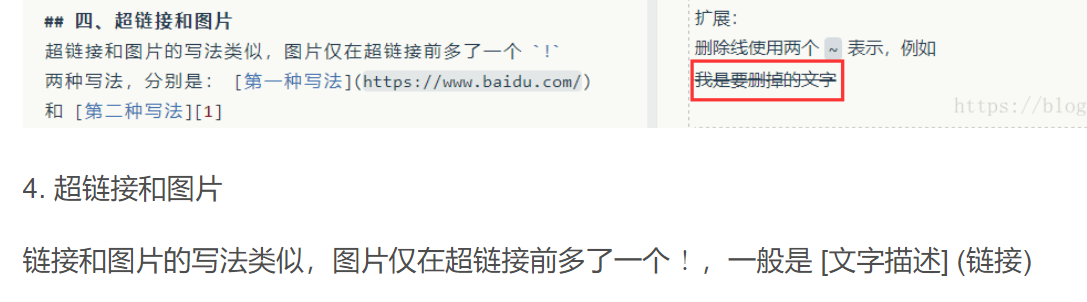 ## 四、超链接和图片
超链接和图片的写法类似，图片仅在超链接前多了一个 `!`
两种写法，分别是： [第一种写法](https://www.baidu.com/)
和 [第二种写法][1]
扩展：
删除线使用两个 ~ 表示，例如
我是要删掉的文字
https://blog
4. 超链接和图片
链接和图片的写法类似，图片仅在超链接前多了一个 ！，一般是 [文字描述] (链接)